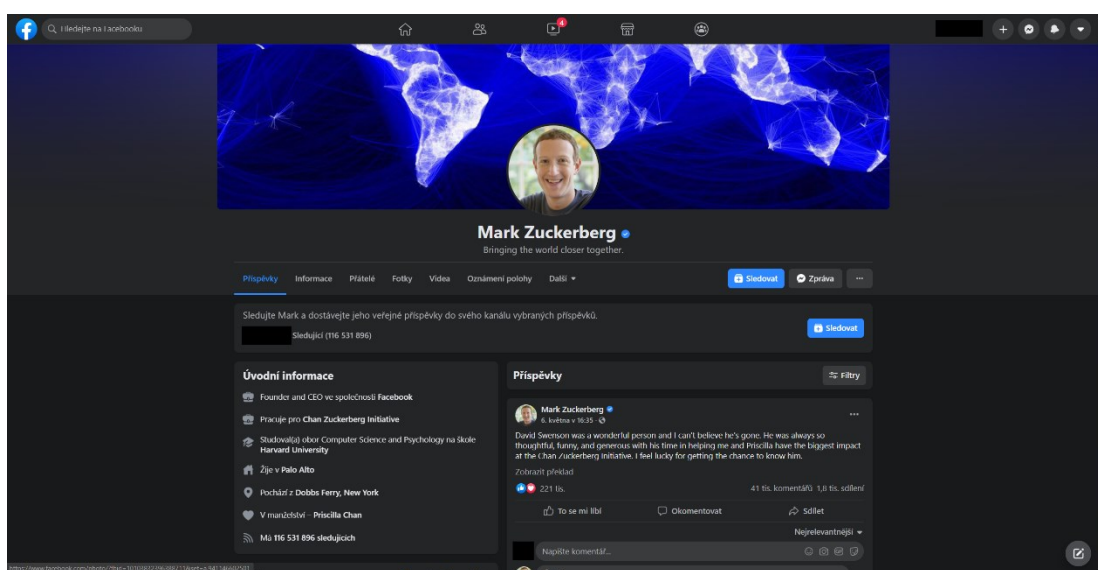 Hledejte na Facebooku
4
Mark Zuckerberg
Bringing the world closer together.
Příspěvky Informace Přátelé Fotky Videa Oznámení polohy Další
Sledovat Zpráva
Sledujte Mark a dostávejte jeho veřejné příspěvky do svého kanálu vybraných příspěvků.
Sledující (116 531 896)
Sledovat
Úvodní informace
Founder and CEO ve společnosti Facebook
Pracuje pro Chan Zuckerberg Initiative
Studoval(a) obor Computer Science and Psychology na škole
Harvard University
Žije v Palo Alto
Pochází z Dobbs Ferry, New York
V manželství – Priscilla Chan
Má 116 531 896 sledujících
Příspěvky
Filtry
Mark Zuckerberg
6. května v 16:35
David Swenson was a wonderful person and I can't believe he's gone. He was always so
thoughtful, funny, and generous with his time in helping me and Priscilla have the biggest impact
at the Chan Zuckerberg Initiative. I feel lucky for getting the chance to know him.
Zobrazit překlad
221 tis. 41 tis. komentářů 1,8 tis. sdílení
To se mi líbí Okomentovat Sdílet
Nejrelevantnější
Napište komentář...